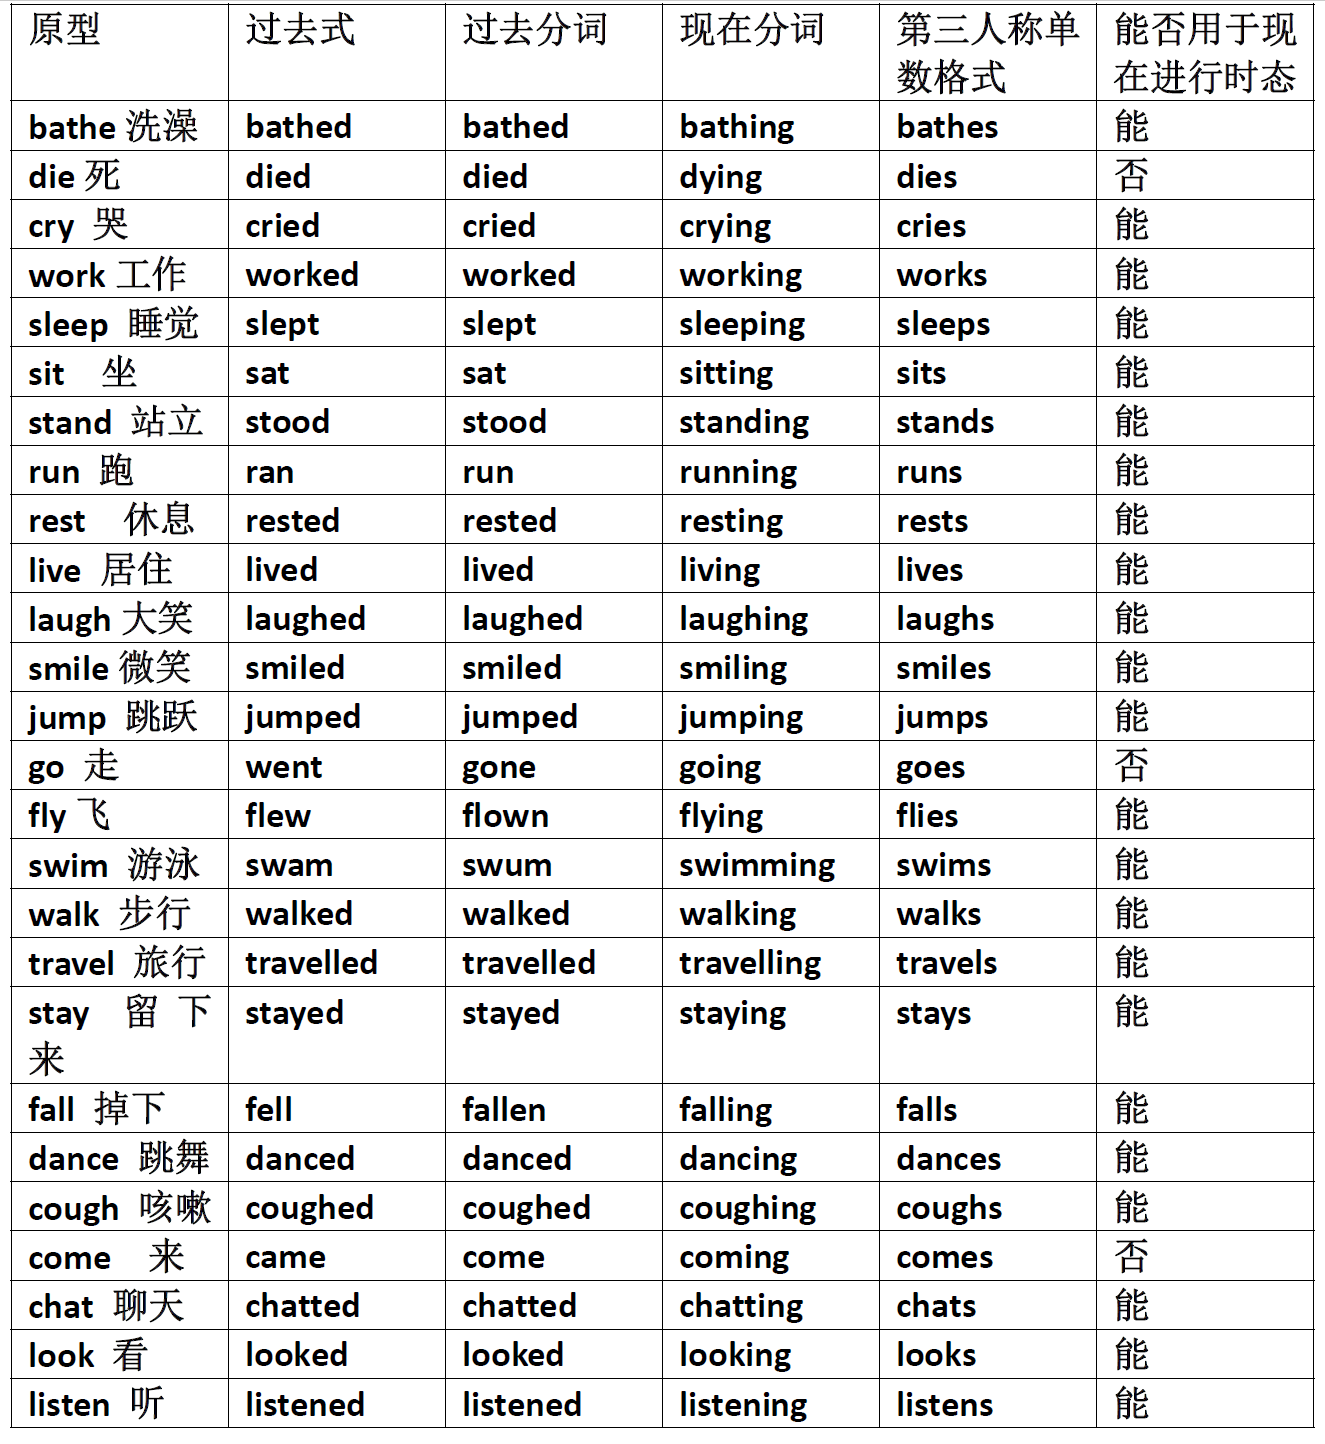 原型 过去式 过去分词 现在分词 第三人称单 能否用于现
数格式 在进行时态
bathe 洗澡 bathed bathed bathing bathes 能
die 死 died died dying dies 否
cry 哭 cried cried crying cries 能
work 工作 worked worked working works 能
sleep 睡觉 slept slept sleeping sleeps 能
sit 坐 sat sat sitting sits 能
stand 站立 stood stood standing stands 能
run 跑 ran run running runs 能
rest 休息 rested rested resting rests 能
live 居住 lived lived living lives 能
laugh 大笑 laughed laughed laughing laughs 能
smile 微笑 smiled smiled smiling smiles 能
jump 跳跃 jumped jumped jumping jumps 能
go 走 went gone going goes 否
fly 飞 flew flown flying flies 能
swim 游泳 swam swum swimming swims 能
walk 步行 walked walked walking walks 能
travel 旅行 travelled travelled travelling travels 能
stay 留 下 stayed stayed staying stays 能
来
fall 掉下 fell fallen falling falls 能
dance 跳舞 danced danced dancing dances 能
cough 咳嗽 coughed coughed coughing coughs 能
come 来 came come coming comes 否
chat 聊天 chatted chatted chatting chats 能
look 看 looked looked looking looks 能
listen 听 listened listened listening listens 能